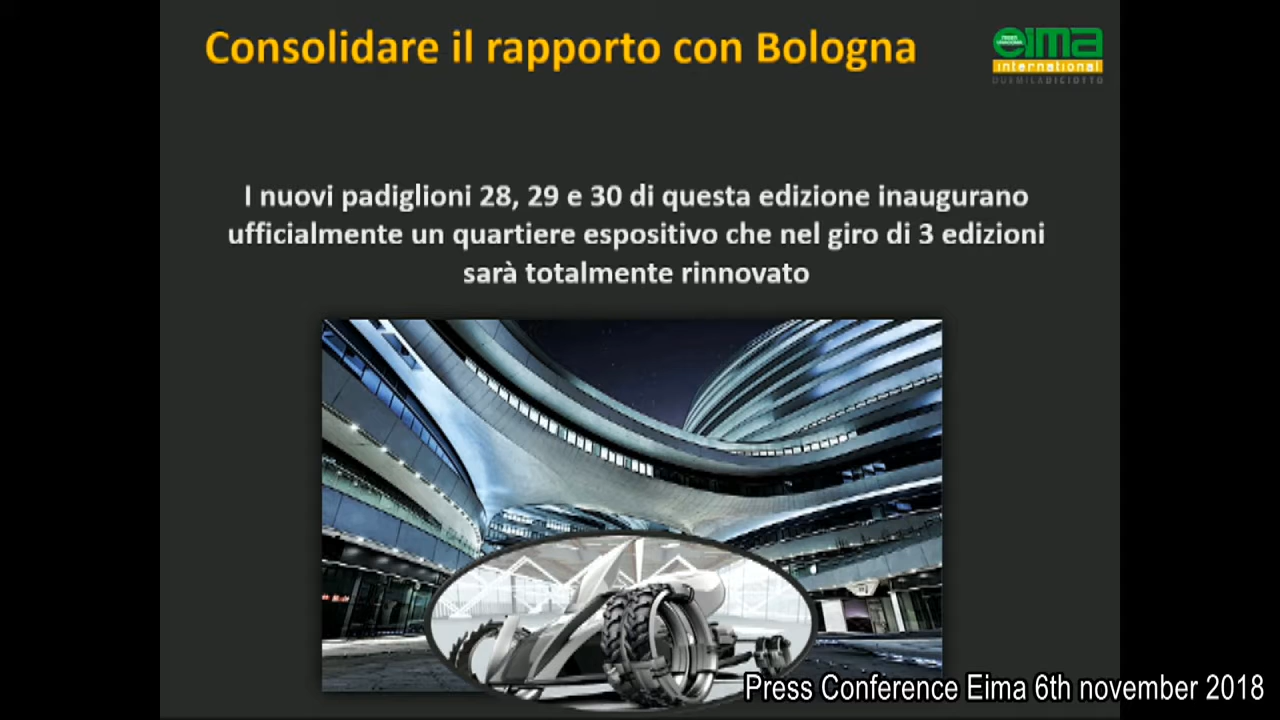 Consolidare il rapporto con Bologna
eima
international
DUEMILADICIOTTO
I nuovi padiglioni 28, 29 e 30 di questa edizione inaugurano
ufficialmente un quartiere espositivo che nel giro di 3 edizioni
sarà totalmente rinnovato
Press Conference Eima 6th november 2018